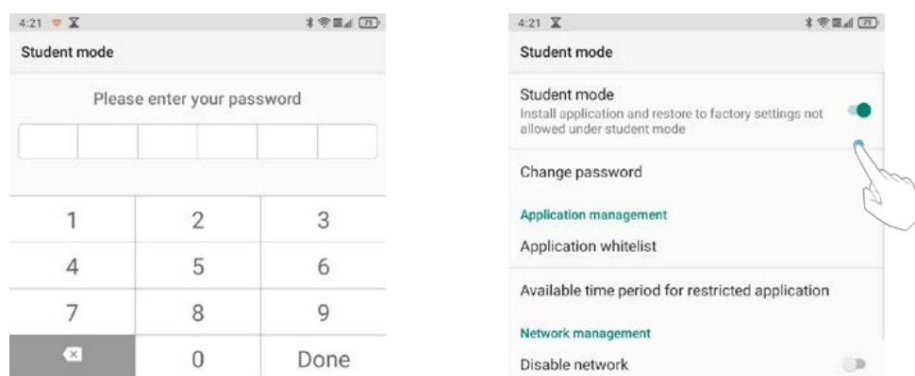 4:21
71
Student mode
Please enter your password
1 2 3
4 5 6
7 8 9
0 Done
4:21
71
Student mode
Student mode
Install application and restore to factory settings not
allowed under student mode
Change password
Application management
Application whitelist
Available time period for restricted application
Network management
Disable network